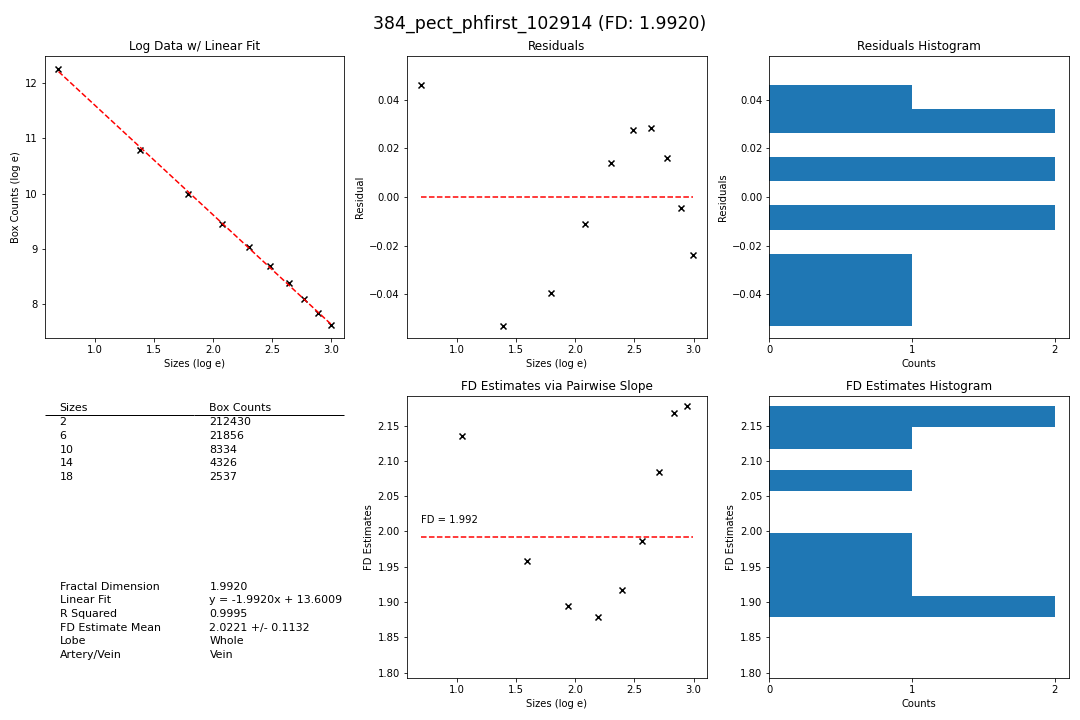 384_pect_phfirst_102914 (FD: 1.9920)
Log Data w/ Linear Fit
Box Counts (log e)
12
11
10
9
8
1.0 1.5 2.0 2.5 3.0
Sizes (log e)
Residuals
Residual
0.04
0.02
0.00
−0.02
−0.04
1.0 1.5 2.0 2.5 3.0
Sizes (log e)
Residuals Histogram
Residuals
0.04
0.02
0.00
−0.02
−0.04
0 1 2
Counts
Sizes Box Counts
2 212430
6 21856
10 8334
14 4326
18 2537
Fractal Dimension 1.9920
Linear Fit y = -1.9920x + 13.6009
R Squared 0.9995
FD Estimate Mean 2.0221 +/- 0.1132
Lobe Whole
Artery/Vein Vein
FD Estimates via Pairwise Slope
FD Estimates
2.15
2.10
2.05
2.00
1.95
1.90
1.85
1.80
FD = 1.992
1.0 1.5 2.0 2.5 3.0
Sizes (log e)
FD Estimates Histogram
FD Estimates
2.15
2.10
2.05
2.00
1.95
1.90
1.85
1.80
0 1 2
Counts